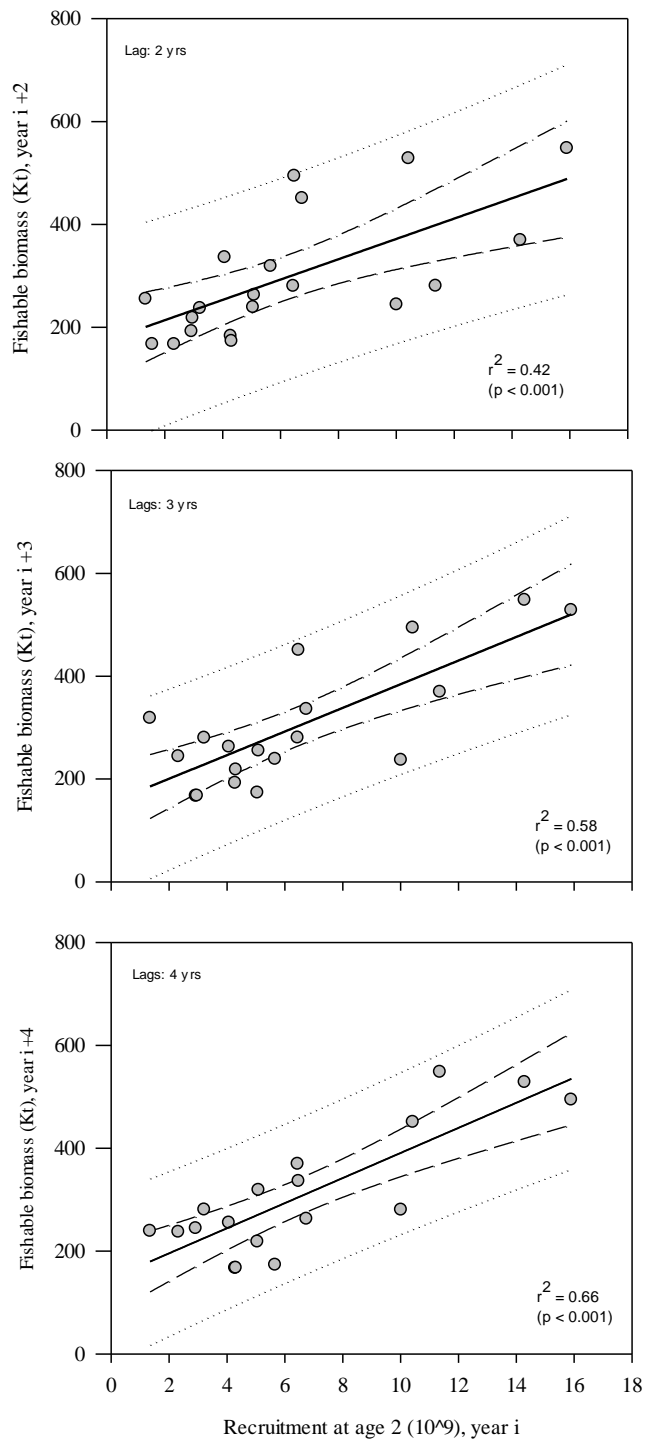 800
Lag: 2 yrs
600
400
200
0
Fishable biomass (Kt), year i +2
r2 = 0.42
(p < 0.001)
800
Lags: 3 yrs
600
400
200
0
Fishable biomass (Kt), year i +3
r2 = 0.58
(p < 0.001)
800
Lags: 4 yrs
600
400
200
0
Fishable biomass (Kt), year i +4
r2 = 0.66
(p < 0.001)
0 2 4 6 8 10 12 14 16 18
Recruitment at age 2 (10^9), year i